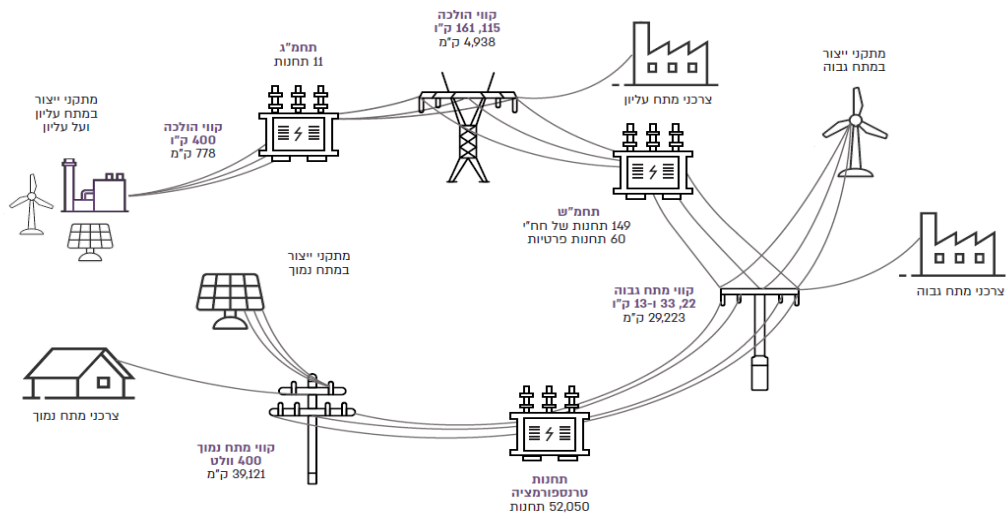 קווי הולכה
115, 161 ק"ו
4,938 ק"מ
תחמ"ג
11 תחנות
מתקני ייצור
במתח גבוה
צרכני מתח עליון
מתקני ייצור
במתח עליון
ועל עליון
קווי הולכה
400 ק"ו
778 ק"מ
תחמ"ש
149 תחנות של חח"י
60 תחנות פרטיות
צרכני מתח גבוה
מתקני ייצור
במתח נמוך
קווי מתח גבוה
22, 33 ו-13 ק"ו
29,223 ק"מ
צרכני מתח נמוך
קווי מתח נמוך
400 וולט
39,121 ק"מ
תחנות
טרנספורמציה
52,050 תחנות